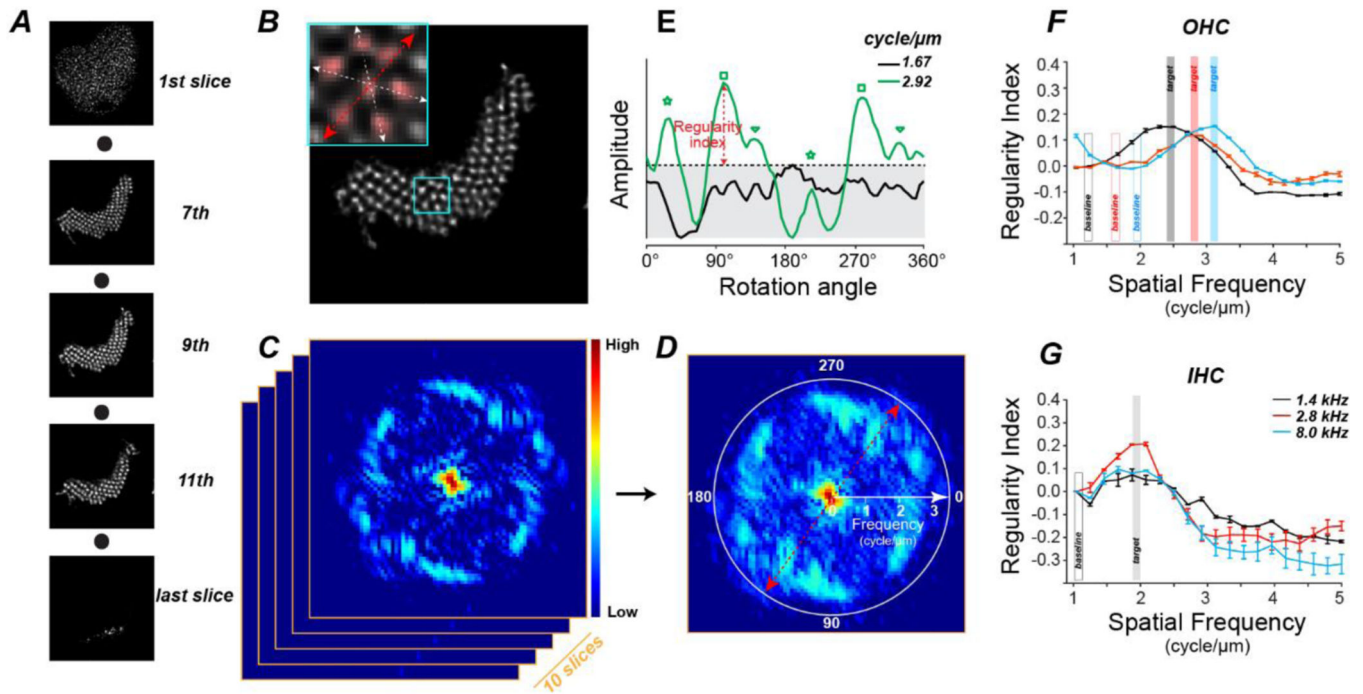 A
1st slice
7th
9th
11th
last slice
B
C
High
Low
10 slices
D
270
180
0
0 1 2 3
Frequency
(cycle/μm)
90
E
cycle/μm
1.67
2.92
Regularity
index
Amplitude
0° 90° 180° 270° 360°
Rotation angle
F
OHC
Regularity Index
0.4
0.3
0.2
0.1
0.0
-0.1
-0.2
baseline
baseline
baseline
target
target
target
1 2 3 4 5
Spatial Frequency
(cycle/μm)
G
IHC
1.4 kHz
2.8 kHz
8.0 kHz
Regularity Index
0.4
0.3
0.2
0.1
0.0
-0.1
-0.2
-0.3
baseline
target
1 2 3 4 5
Spatial Frequency
(cycle/μm)